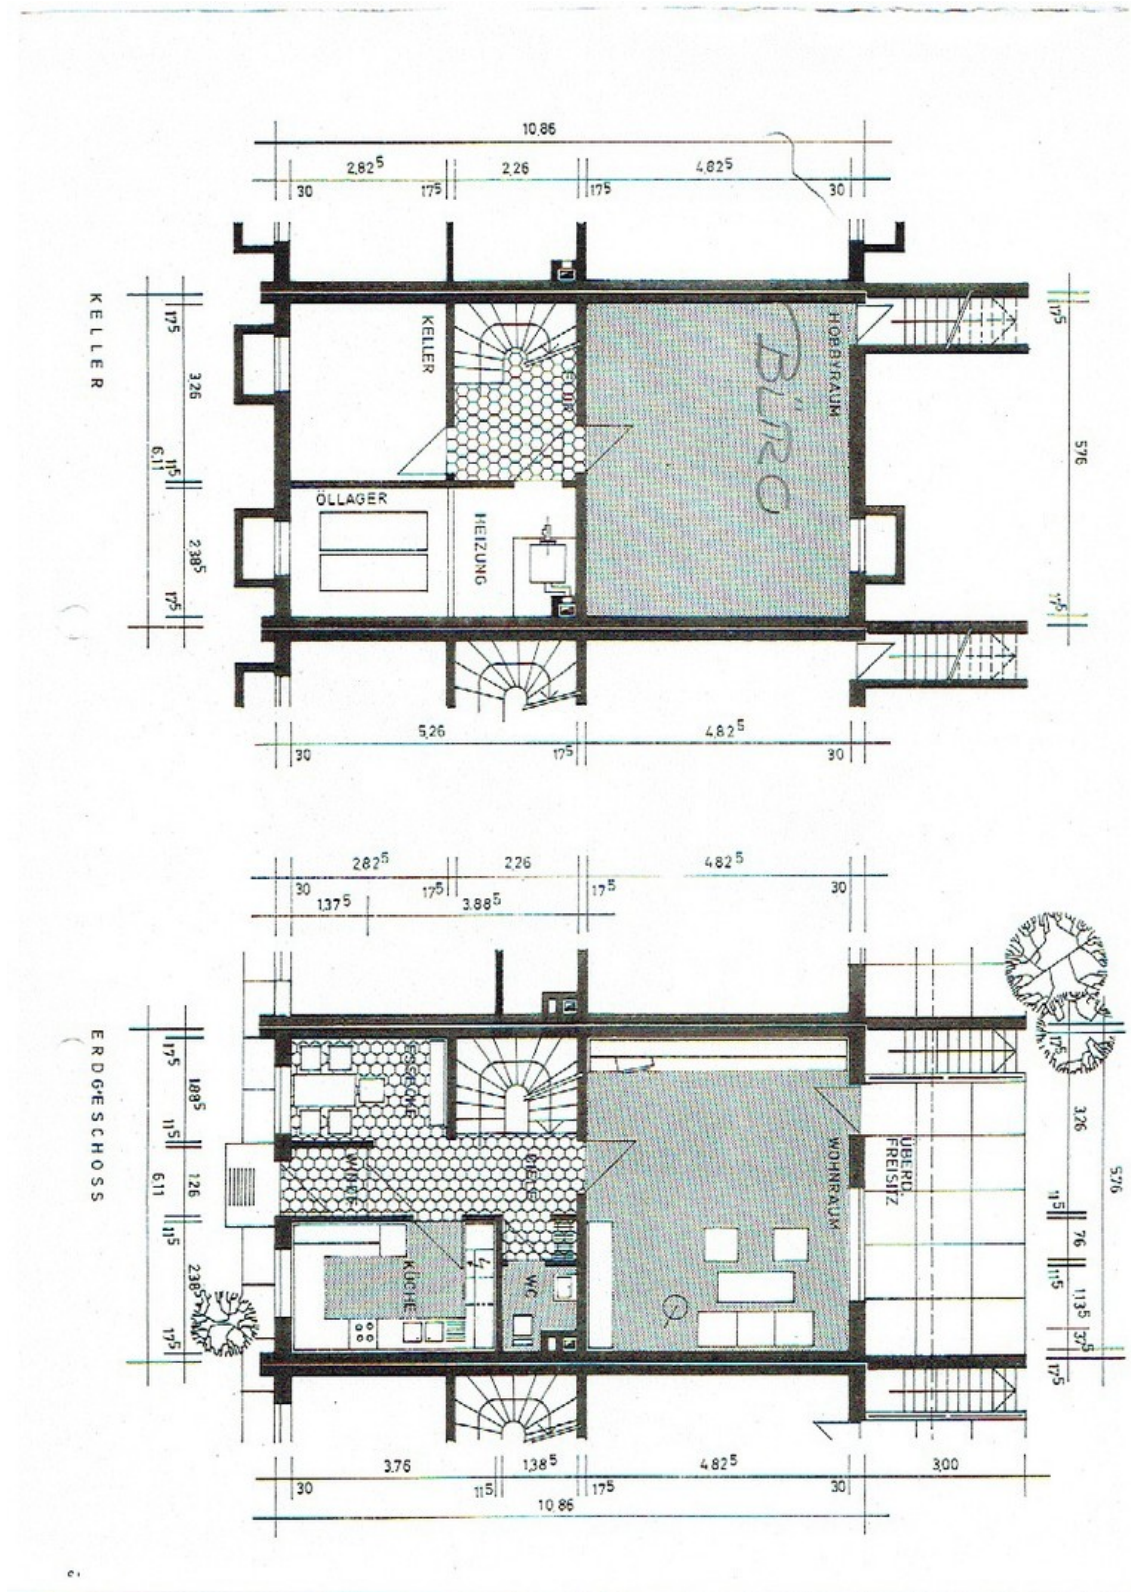 10,86
2,82⁵ 2,26 4,82⁵
30 17⁵ 17⁵ 30
KELLER
17⁵
3,26
11⁵
6,11
2,38⁵
17⁵
KELLER
FLUR
HOBBYRAUM
BÜRO
ÖLLAGER
HEIZUNG
17⁵
5,76
17⁵
5,26 4,82⁵
30 17⁵ 30
2,82⁵ 2,26 4,82⁵
30 17⁵ 17⁵ 30
1,37⁵ 3,88⁵
ERDGESCHOSS
17⁵
1,88⁵
11⁵
1,26
6,11
11⁵
2,38⁵
17⁵
ESSECKE
WINDF.
DIELE
WOHNRAUM
ÜBERD.
FREISITZ
KÜCHE
WC
17⁵
3,26
5,76
11⁵
76
11⁵
1,13⁵
37⁵
17⁵
3,76 1,38⁵ 4,82⁵ 3,00
30 11⁵ 17⁵ 30
10,86